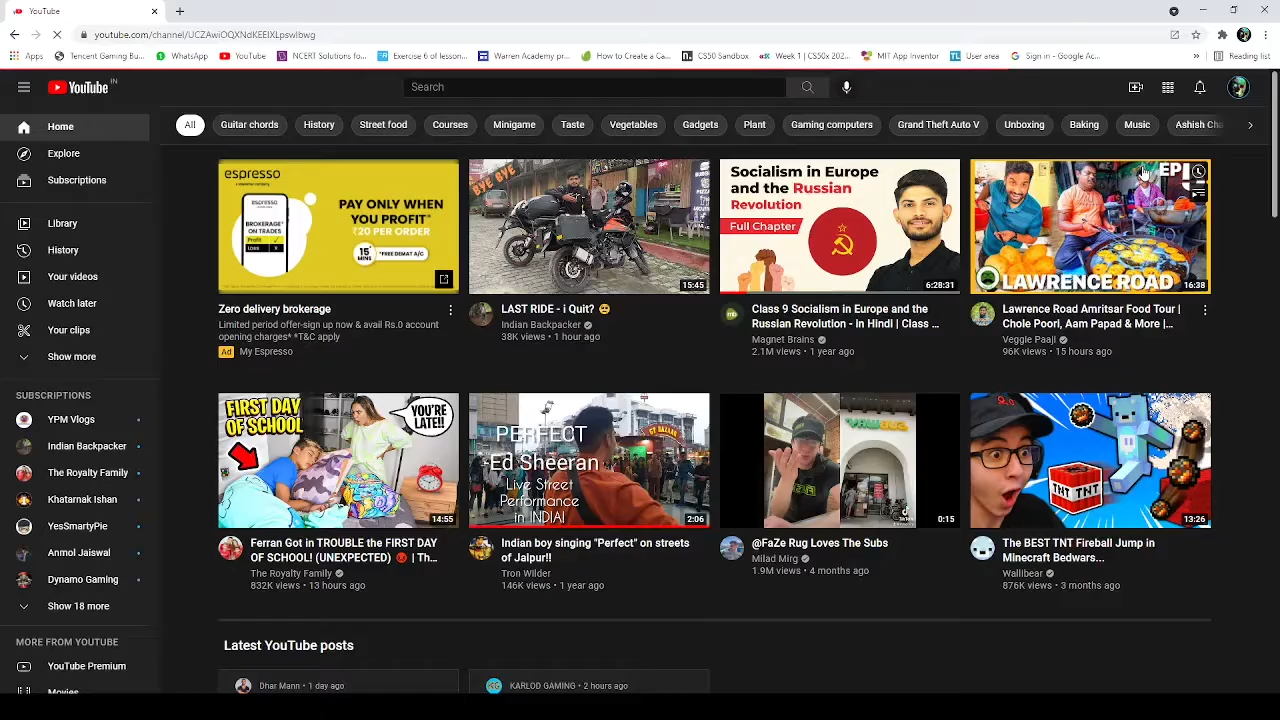 YouTube
youtube.com/channel/UCZAwiOQXNdKEEIXLpswI8wg
Apps
Tencent Gaming Bu...
WhatsApp
YouTube
NCERT Solutions fo...
Exercise 6 of lesson...
Warren Academy pr...
How to Create a Ca...
CS50 Sandbox
Week 1 | CS50x 202...
MIT App Inventor
User area
Sign in - Google Ac...
»
Reading list
YouTube IN
Search
Home
Explore
Subscriptions
Library
History
Your videos
Watch later
Your clips
Show more
SUBSCRIPTIONS
YPM Vlogs
Indian Backpacker
The Royalty Family
Khatarnak Ishan
YesSmartyPie
Anmol Jaiswal
Dynamo Gaming
Show 18 more
MORE FROM YOUTUBE
YouTube Premium
Movies
All
Guitar chords
History
Street food
Courses
Minigame
Taste
Vegetables
Gadgets
Plant
Gaming computers
Grand Theft Auto V
Unboxing
Baking
Music
Ashish Cha
espresso
PAY ONLY WHEN
YOU PROFIT*
₹20 PER ORDER
espresso
BROKERAGE*
ON TRADES
Profit ✓
Loss x
15 MINS
*FREE DEMAT A/C
Zero delivery brokerage
Limited period offer-sign up now & avail Rs.0 account
opening charges* *T&C apply
Ad My Espresso
BYE BYE
15:45
LAST RIDE - i Quit? 😢
Indian Backpacker
38K views • 1 hour ago
Socialism in Europe
and the Russian
Revolution
Full Chapter
6:28:31
mb
Class 9 Socialism in Europe and the
Russian Revolution - In Hindi | Class ...
Magnet Brains
2.1M views • 1 year ago
EP
LAWRENCE ROAD
16:38
Lawrence Road Amritsar Food Tour |
Chole Poori, Aam Papad & More |...
Veggie Paaji
96K views • 15 hours ago
FIRST DAY
OF SCHOOL
YOU'RE
LATE!!
14:55
Ferran Got in TROUBLE the FIRST DAY
OF SCHOOL! (UNEXPECTED) 😡 | Th...
The Royalty Family
832K views • 13 hours ago
PERFECT
-Ed Sheeran
Live Street
Performance
in INDIA!
GT BAZAAR
2:06
Indian boy singing "Perfect" on streets
of Jaipur!!
Tron Wilder
146K views • 1 year ago
TikTok
0:15
@FaZe Rug Loves The Subs
Milad Mirg
1.9M views • 4 months ago
TNT TNT
13:26
The BEST TNT Fireball Jump in
Minecraft Bedwars...
Wallibear
876K views • 3 months ago
Latest YouTube posts
Dhar Mann • 1 day ago
KG
KARLOD GAMING • 2 hours ago